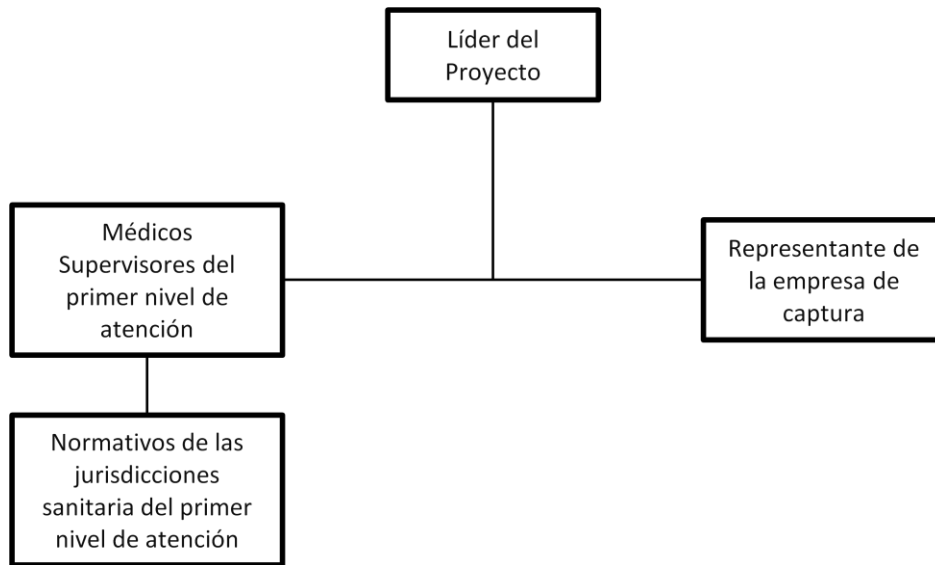 Líder del
Proyecto
Médicos
Supervisores del
primer nivel de
atención
Representante de
la empresa de
captura
Normativos de las
jurisdicciones
sanitaria del primer
nivel de atención